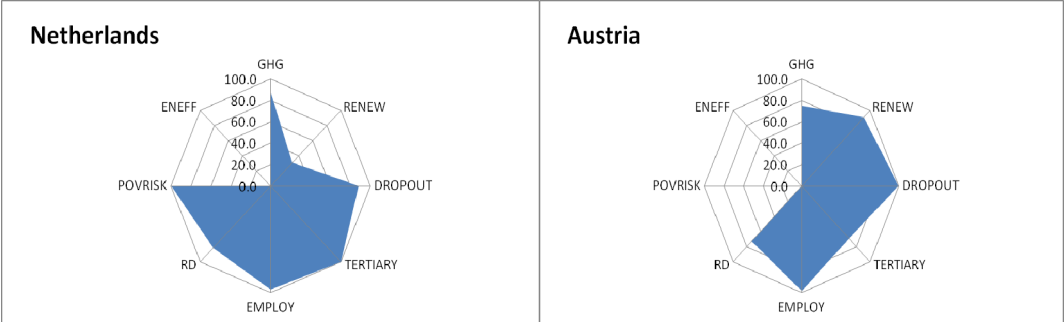 Netherlands
GHG
100.0
80.0
60.0
40.0
20.0
0.0
RENEW
DROPOUT
TERTIARY
EMPLOY
RD
POVRISK
ENEFF
Austria
GHG
100.0
80.0
60.0
40.0
20.0
0.0
RENEW
DROPOUT
TERTIARY
EMPLOY
RD
POVRISK
ENEFF